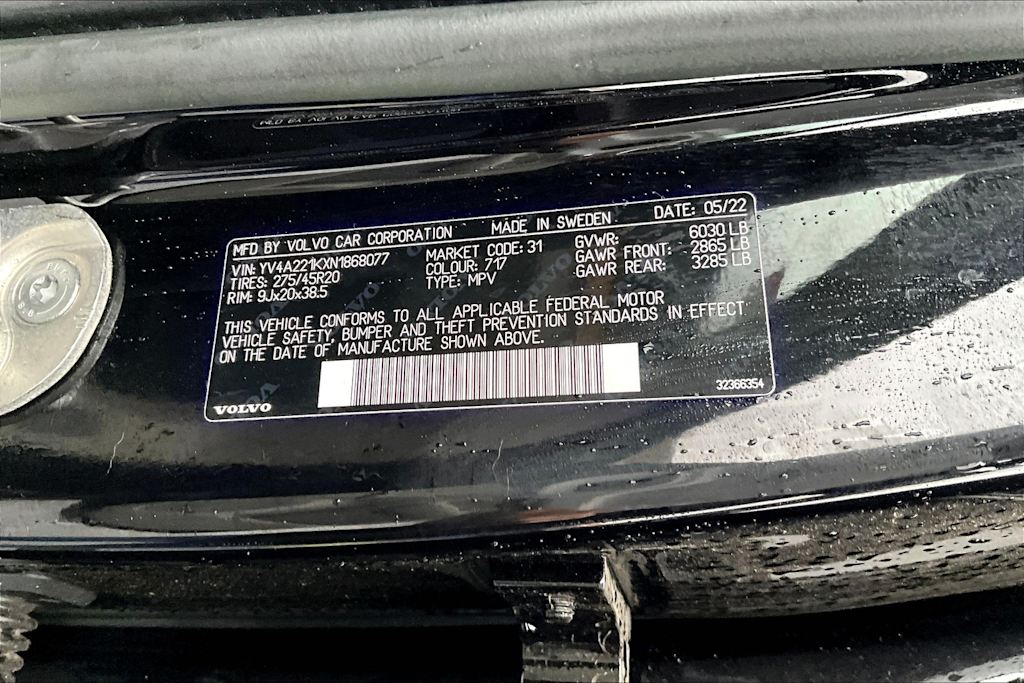 MFD BY VOLVO CAR CORPORATION MADE IN SWEDEN DATE: 05/22
VIN: YV4A221KXN1868077 MARKET CODE: 31 GVWR: 6030 LB
TIRES: 275/45R20 COLOUR: 717 GAWR FRONT: 2865 LB
RIM: 9Jx20x38.5 TYPE: MPV GAWR REAR: 3285 LB
THIS VEHICLE CONFORMS TO ALL APPLICABLE FEDERAL MOTOR
VEHICLE SAFETY, BUMPER AND THEFT PREVENTION STANDARDS IN EFFECT
ON THE DATE OF MANUFACTURE SHOWN ABOVE.
VOLVO 32366354